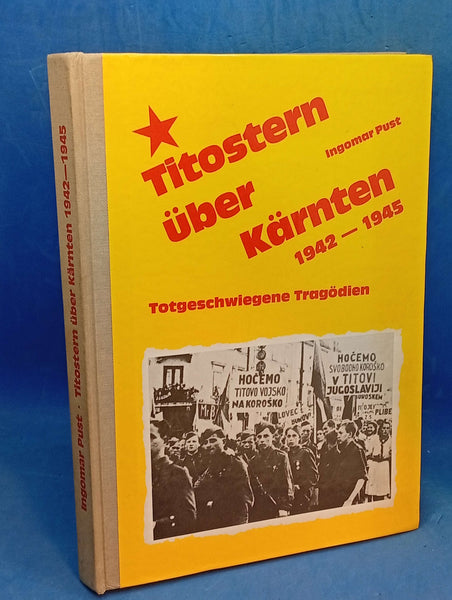 Ingomar Pust · Titostern über Kärnten 1942—1945
Titostern
Ingomar Pust
über
Kärnten
1942 — 1945
Totgeschwiegene Tragödien
HOČEMO
TITOVO VOJSKO
NA KOROŠKO
HOČEMO
SVOBODNO KOROŠKO
V TITOVI
JUGOSLAVIJI